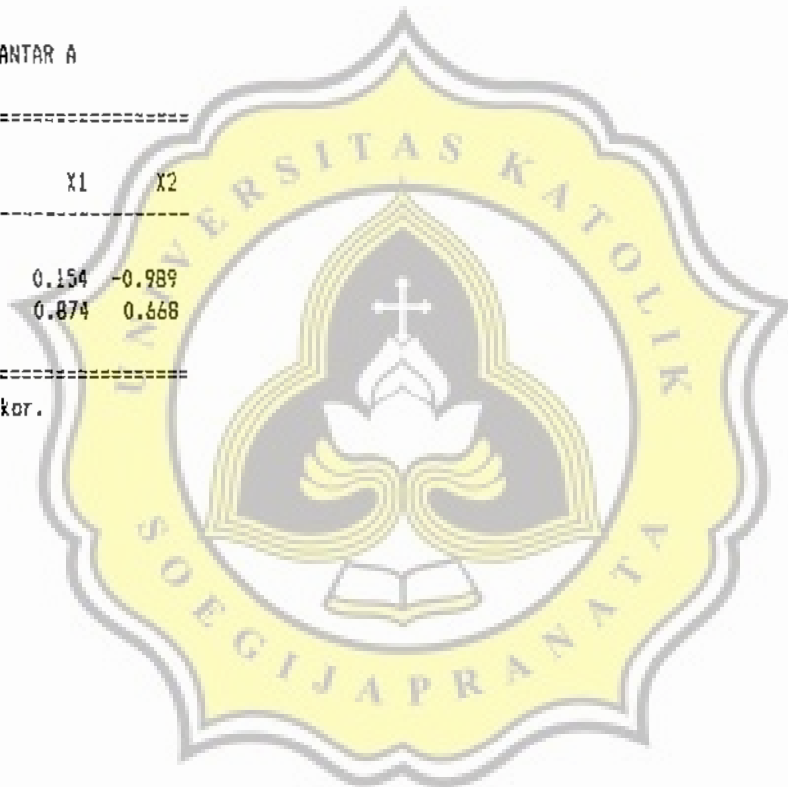 ANTAR A
====================
X1 X2
--------------------
0.154 -0.989
0.874 0.668
====================
kor.
UNIVERSITAS KATOLIK
SOEGIJAPRANATA